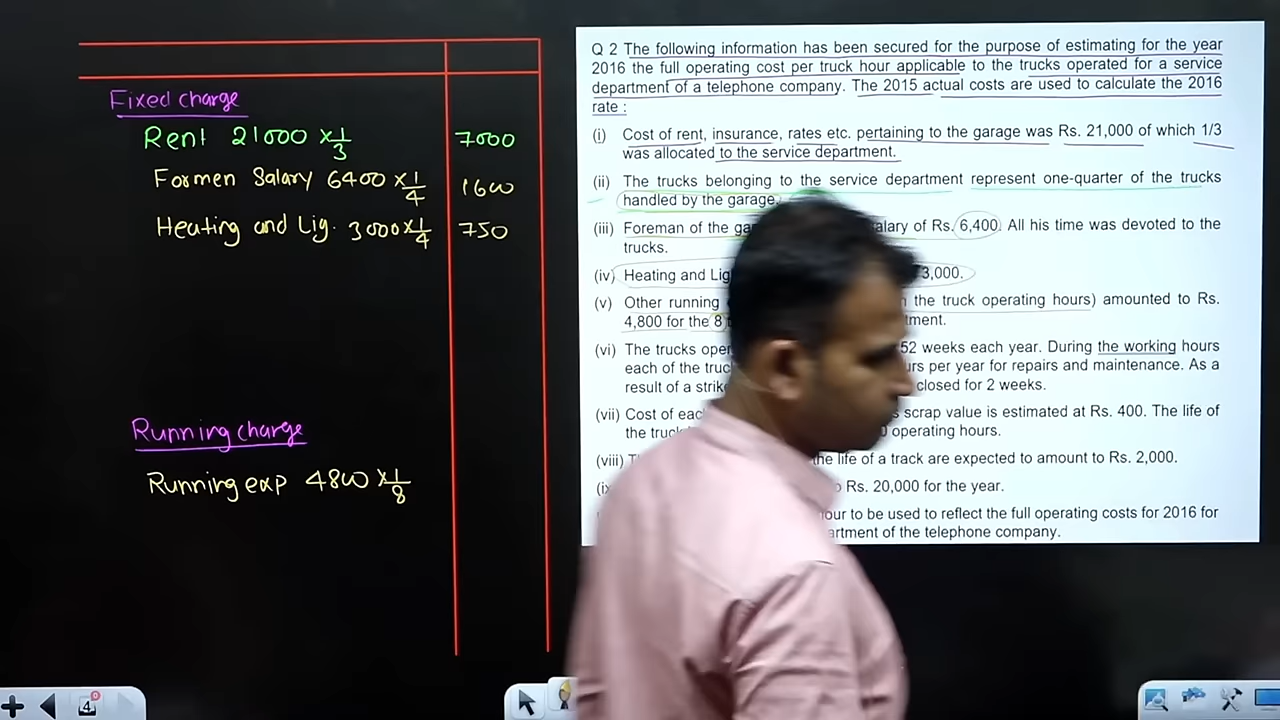 Fixed charge
Rent 21000 × 1/3 7000
Formen Salary 6400 × 1/4 1600
Heating and Lig. 3000 × 1/4 750
Running charge
Running exp 4800 × 1/8
Q 2 The following information has been secured for the purpose of estimating for the year
2016 the full operating cost per truck hour applicable to the trucks operated for a service
department of a telephone company. The 2015 actual costs are used to calculate the 2016
rate :
(i) Cost of rent, insurance, rates etc. pertaining to the garage was Rs. 21,000 of which 1/3
was allocated to the service department.
(ii) The trucks belonging to the service department represent one-quarter of the trucks
handled by the garage.
(iii) Foreman of the salary of Rs. 6,400. All his time was devoted to the
trucks.
(iv) Heating and 3,000.
(v) Other running the truck operating hours) amounted to Rs.
4,800 for the 8
(vi) The trucks 52 weeks each year. During the working hours
each of the per year for repairs and maintenance. As a
result of a closed for 2 weeks.
(vii) Cost of scrap value is estimated at Rs. 400. The life of
the operating hours.
(viii) the life of a track are expected to amount to Rs. 2,000.
Rs. 20,000 for the year.
to be used to reflect the full operating costs for 2016 for
of the telephone company.
4
0